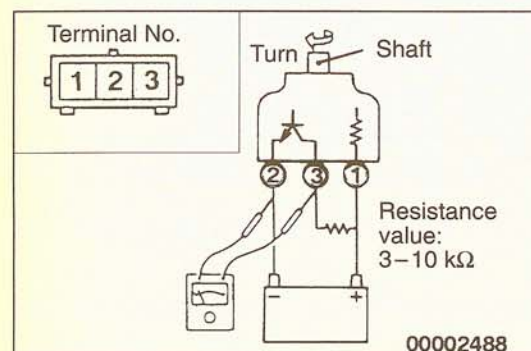 Terminal No.
1 2 3
Turn Shaft
2 3 1
Resistance
value:
3–10 kΩ
– +
00002488